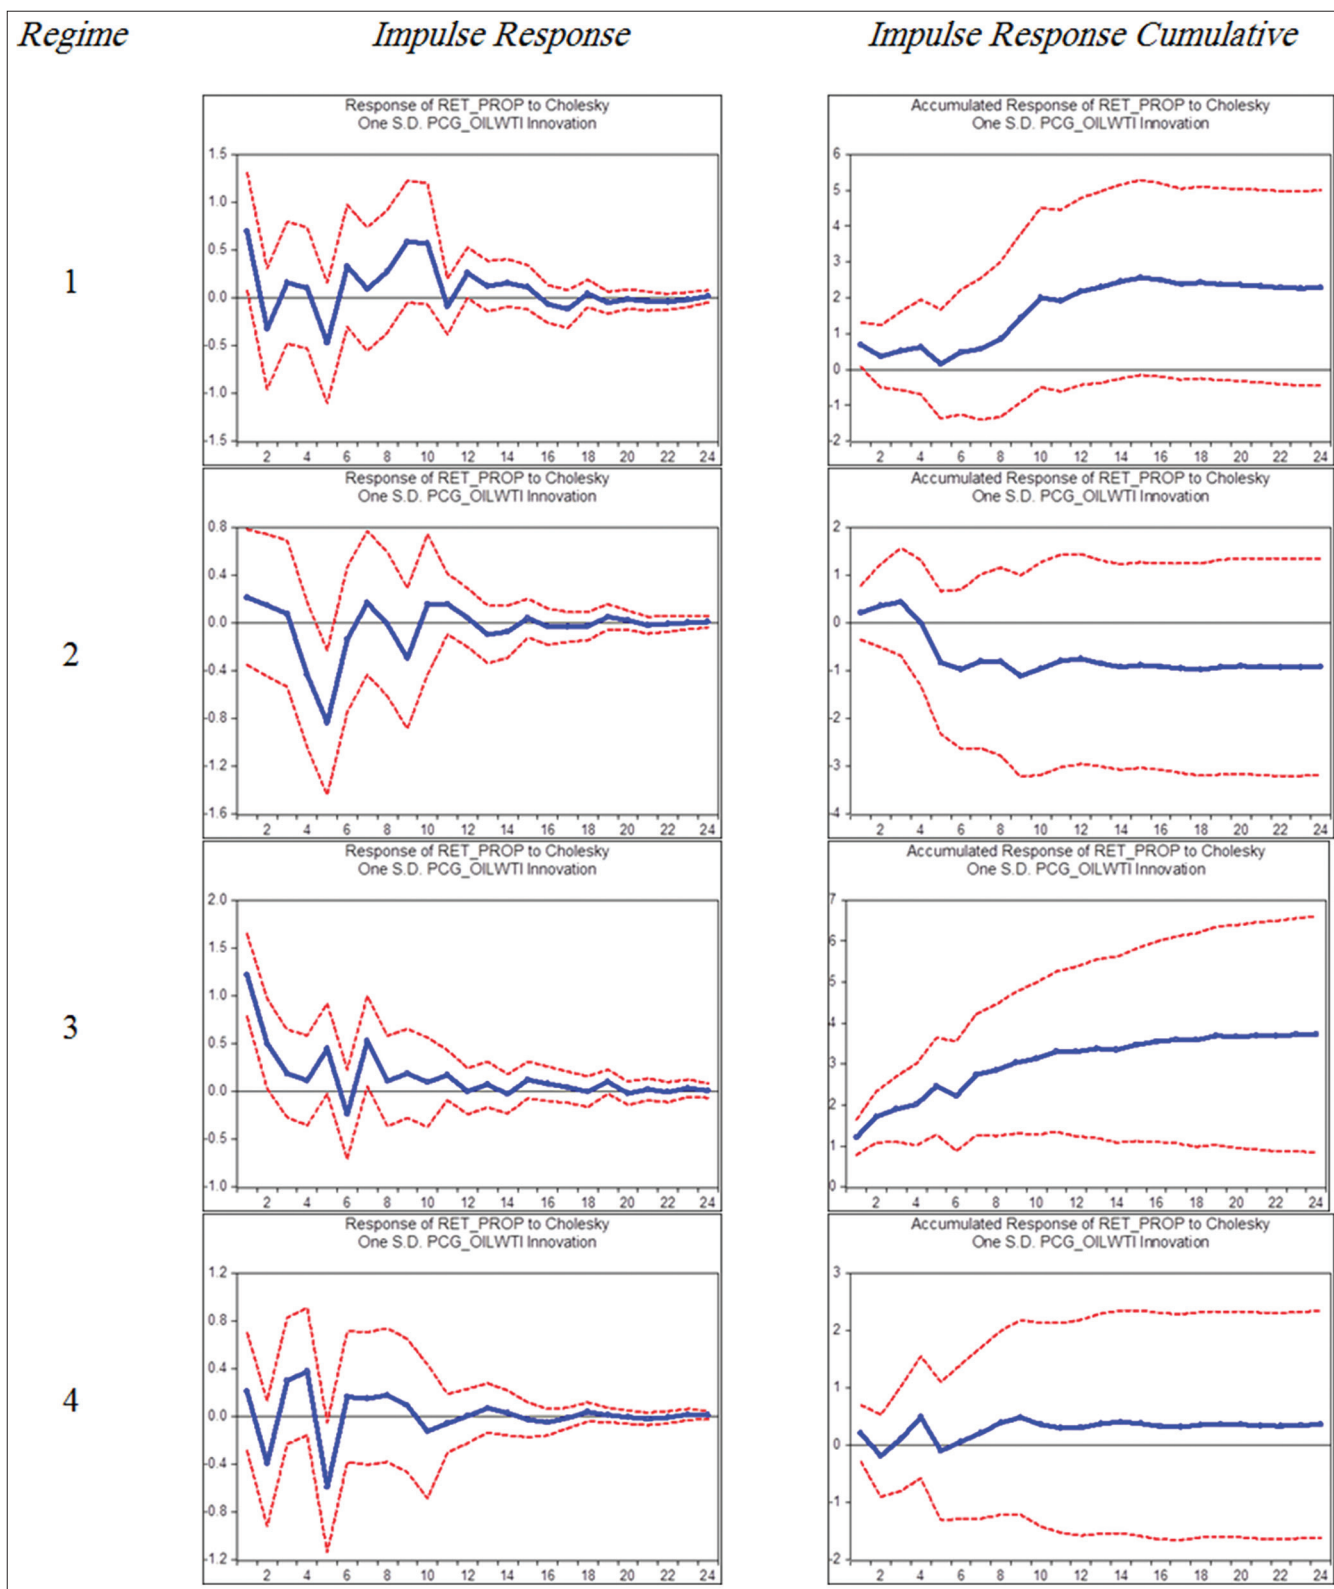 Regime Impulse Response Impulse Response Cumulative
1
Response of RET_PROP to Cholesky
One S.D. PCG_OILWTI Innovation
1.5
1.0
0.5
0.0
-0.5
-1.0
-1.5
2 4 6 8 10 12 14 16 18 20 22 24
Accumulated Response of RET_PROP to Cholesky
One S.D. PCG_OILWTI Innovation
6
5
4
3
2
1
0
-1
-2
2 4 6 8 10 12 14 16 18 20 22 24
2
Response of RET_PROP to Cholesky
One S.D. PCG_OILWTI Innovation
0.8
0.4
0.0
-0.4
-0.8
-1.2
-1.6
2 4 6 8 10 12 14 16 18 20 22 24
Accumulated Response of RET_PROP to Cholesky
One S.D. PCG_OILWTI Innovation
2
1
0
-1
-2
-3
-4
2 4 6 8 10 12 14 16 18 20 22 24
3
Response of RET_PROP to Cholesky
One S.D. PCG_OILWTI Innovation
2.0
1.5
1.0
0.5
0.0
-0.5
-1.0
2 4 6 8 10 12 14 16 18 20 22 24
Accumulated Response of RET_PROP to Cholesky
One S.D. PCG_OILWTI Innovation
7
6
5
4
3
2
1
0
2 4 6 8 10 12 14 16 18 20 22 24
4
Response of RET_PROP to Cholesky
One S.D. PCG_OILWTI Innovation
1.2
0.8
0.4
0.0
-0.4
-0.8
-1.2
2 4 6 8 10 12 14 16 18 20 22 24
Accumulated Response of RET_PROP to Cholesky
One S.D. PCG_OILWTI Innovation
3
2
1
0
-1
-2
2 4 6 8 10 12 14 16 18 20 22 24